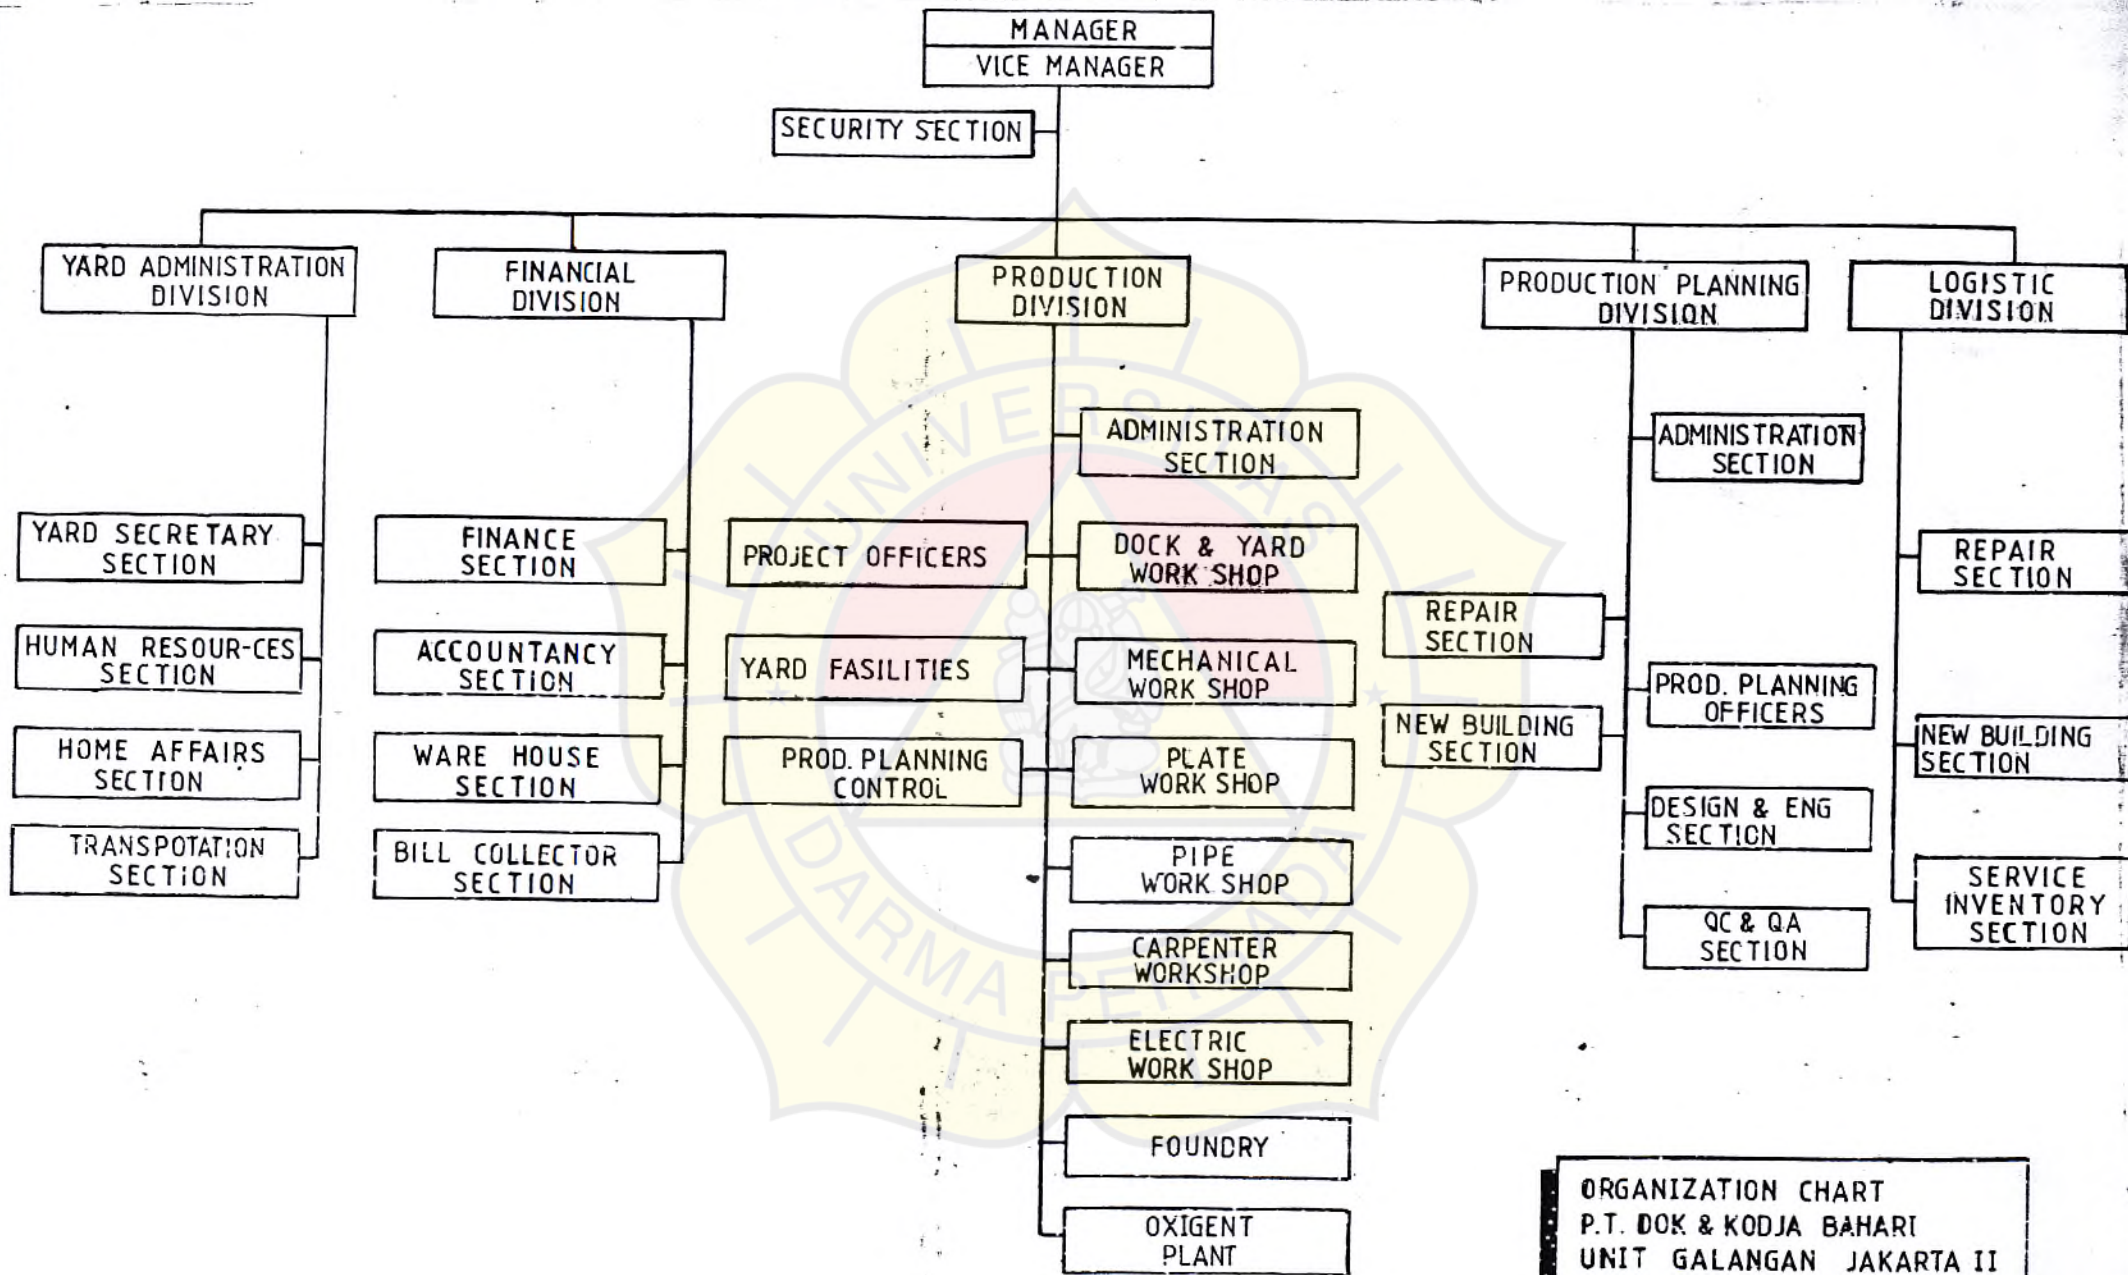 MANAGER
VICE MANAGER
SECURITY SECTION
YARD ADMINISTRATION
DIVISION
FINANCIAL
DIVISION
PRODUCTION
DIVISION
PRODUCTION PLANNING
DIVISION
LOGISTIC
DIVISION
YARD SECRETARY
SECTION
HUMAN RESOUR-CES
SECTION
HOME AFFAIRS
SECTION
TRANSPOTATION
SECTION
FINANCE
SECTION
ACCOUNTANCY
SECTION
WARE HOUSE
SECTION
BILL COLLECTOR
SECTION
PROJECT OFFICERS
YARD FASILITIES
PROD. PLANNING
CONTROL
ADMINISTRATION
SECTION
DOCK & YARD
WORK SHOP
MECHANICAL
WORK SHOP
PLATE
WORK SHOP
PIPE
WORK SHOP
CARPENTER
WORKSHOP
ELECTRIC
WORK SHOP
FOUNDRY
OXIGENT
PLANT
REPAIR
SECTION
NEW BUILDING
SECTION
ADMINISTRATION
SECTION
PROD. PLANNING
OFFICERS
DESIGN & ENG
SECTION
QC & QA
SECTION
REPAIR
SECTION
NEW BUILDING
SECTION
SERVICE
INVENTORY
SECTION
ORGANIZATION CHART
P.T. DOK & KODJA BAHARI
UNIT GALANGAN JAKARTA II
UNIVERSITAS
DARMA PERSADA